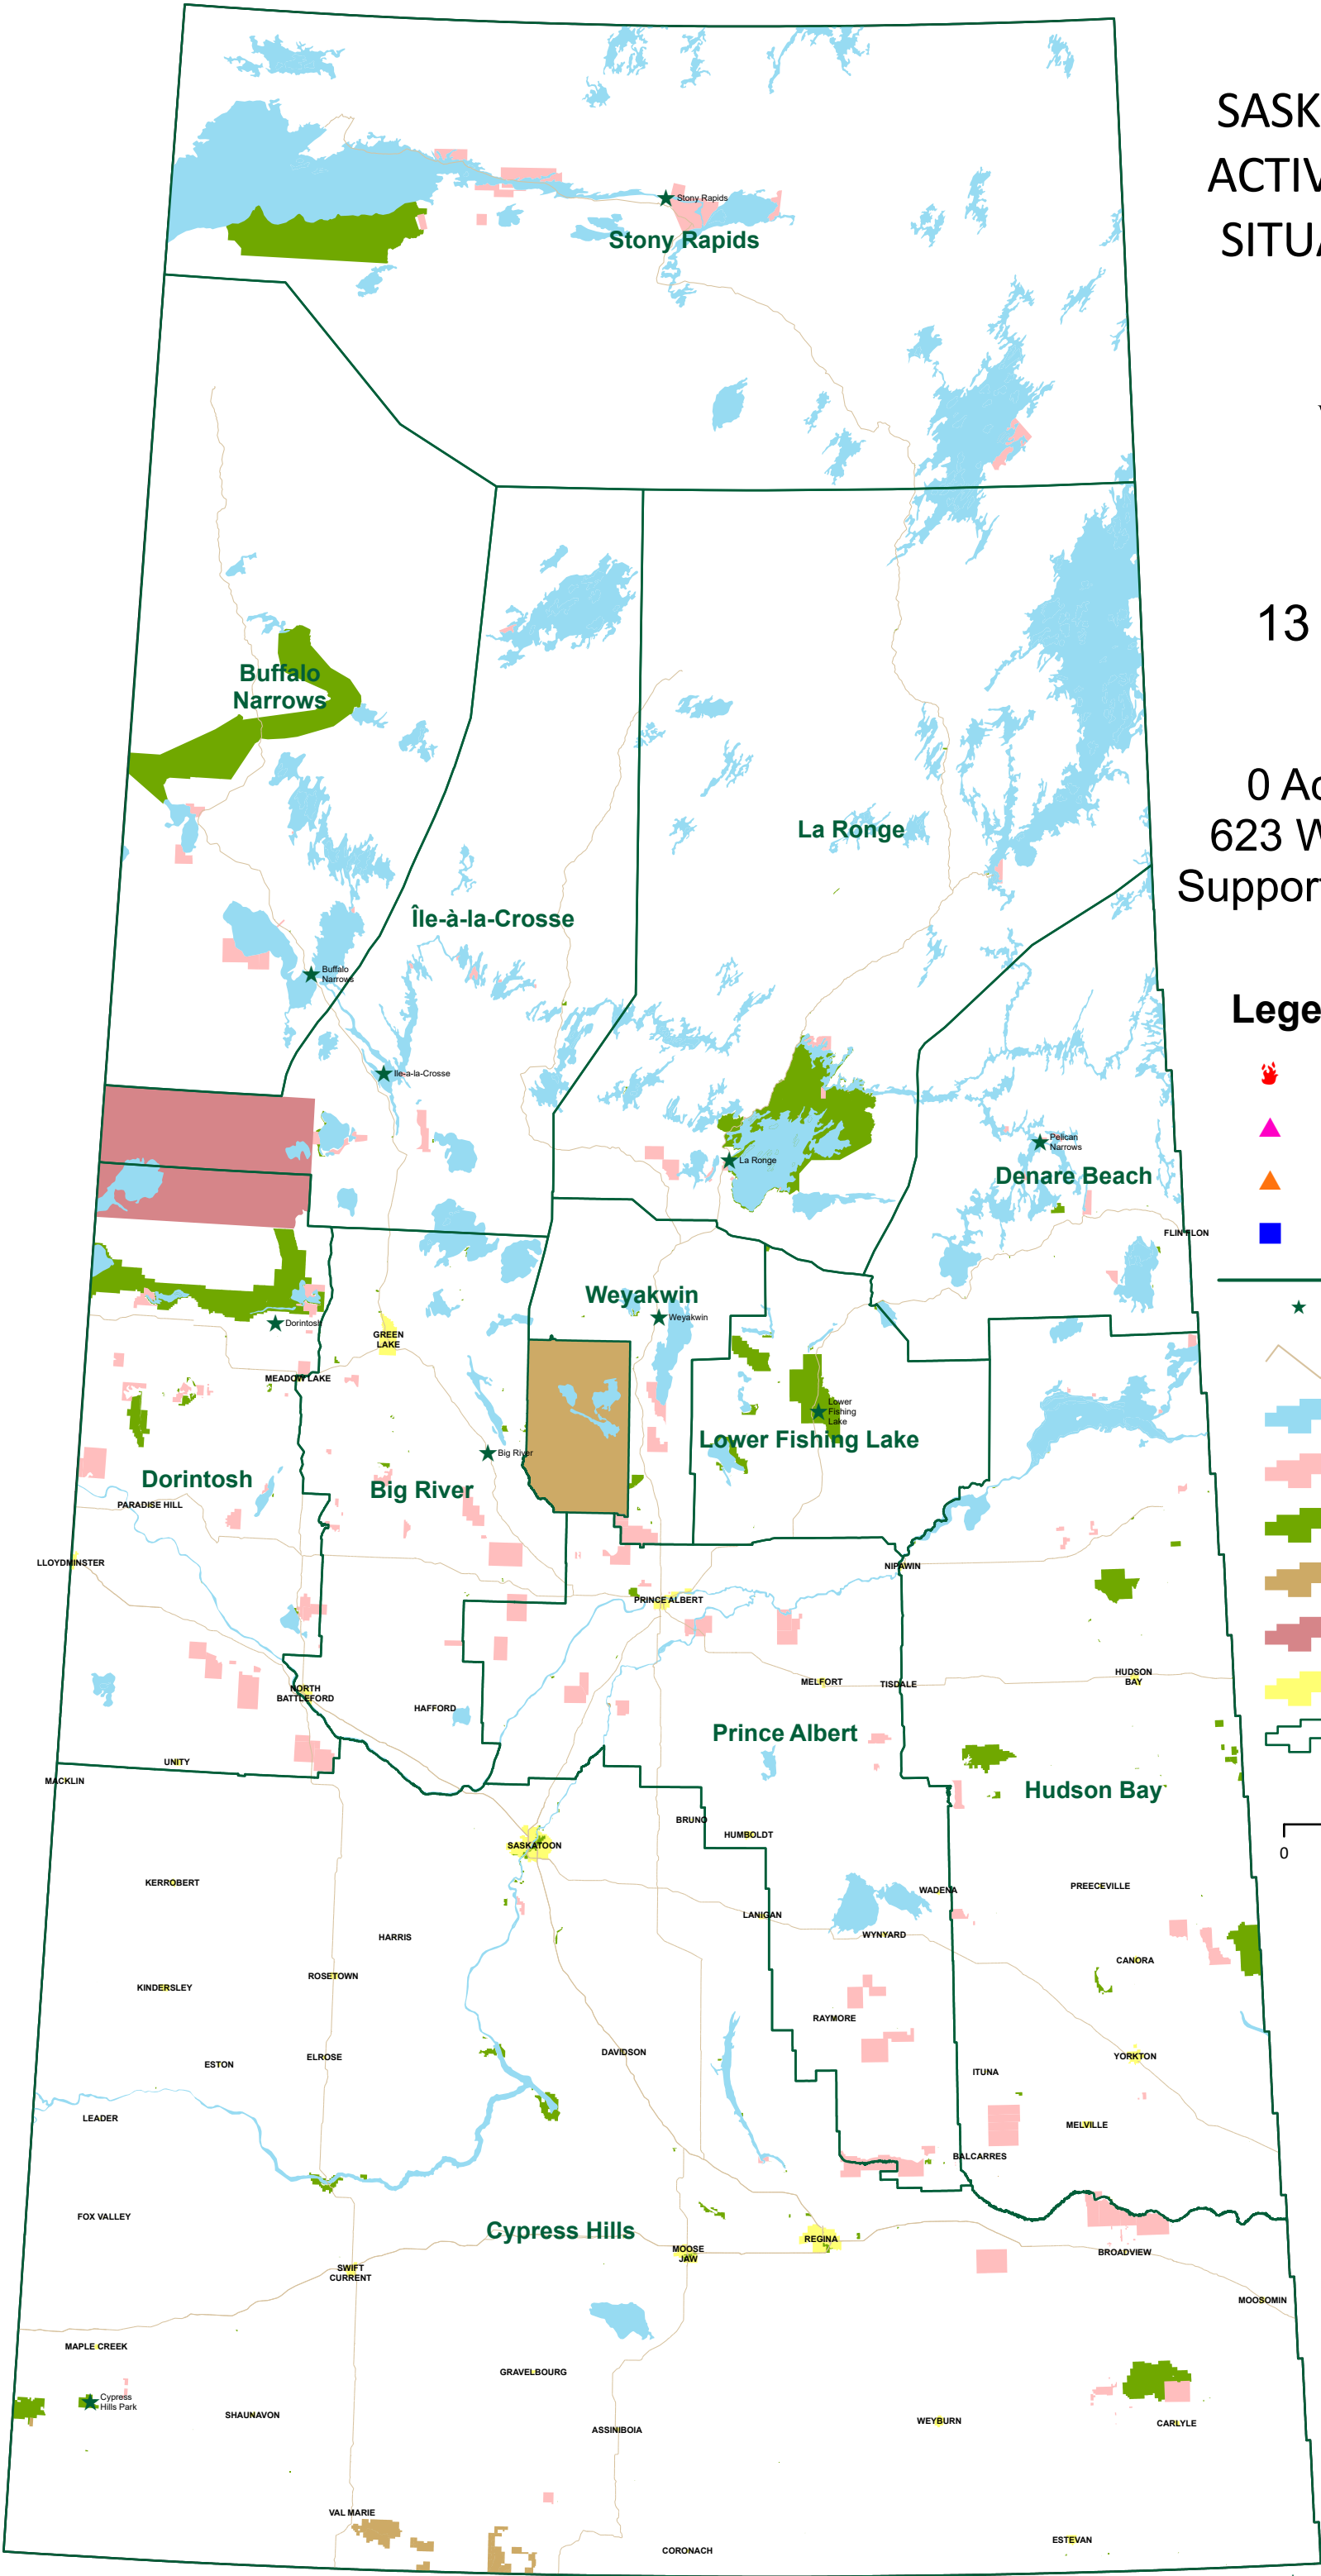 SASK
ACTIV
SITUA
13
0 Ac
623 W
Support
Lege
0
Stony Rapids
Stony Rapids
Buffalo
Narrows
La Ronge
Île-à-la-Crosse
Buffalo
Narrows
Ile-a-la-Crosse
Pelican
Narrows
La Ronge
Denare Beach
FLIN FLON
Weyakwin
Weyakwin
Dorintosh
GREEN
LAKE
MEADOW LAKE
Lower
Fishing
Lake
Lower Fishing Lake
Big River
Dorintosh
Big River
PARADISE HILL
LLOYDMINSTER
NIPAWIN
PRINCE ALBERT
HUDSON
BAY
MELFORT
TISDALE
NORTH
BATTLEFORD
HAFFORD
Prince Albert
UNITY
MACKLIN
Hudson Bay
BRUNO
HUMBOLDT
SASKATOON
KERROBERT
PREECEVILLE
WADENA
LANIGAN
WYNYARD
HARRIS
CANORA
ROSETOWN
KINDERSLEY
RAYMORE
DAVIDSON
YORKTON
ELROSE
ESTON
ITUNA
LEADER
MELVILLE
BALCARRES
FOX VALLEY
Cypress Hills
REGINA
MOOSE
JAW
BROADVIEW
SWIFT
CURRENT
MOOSOMIN
MAPLE CREEK
GRAVELBOURG
Cypress
Hills Park
SHAUNAVON
WEYBURN
CARLYLE
ASSINIBOIA
VAL MARIE
ESTEVAN
CORONACH